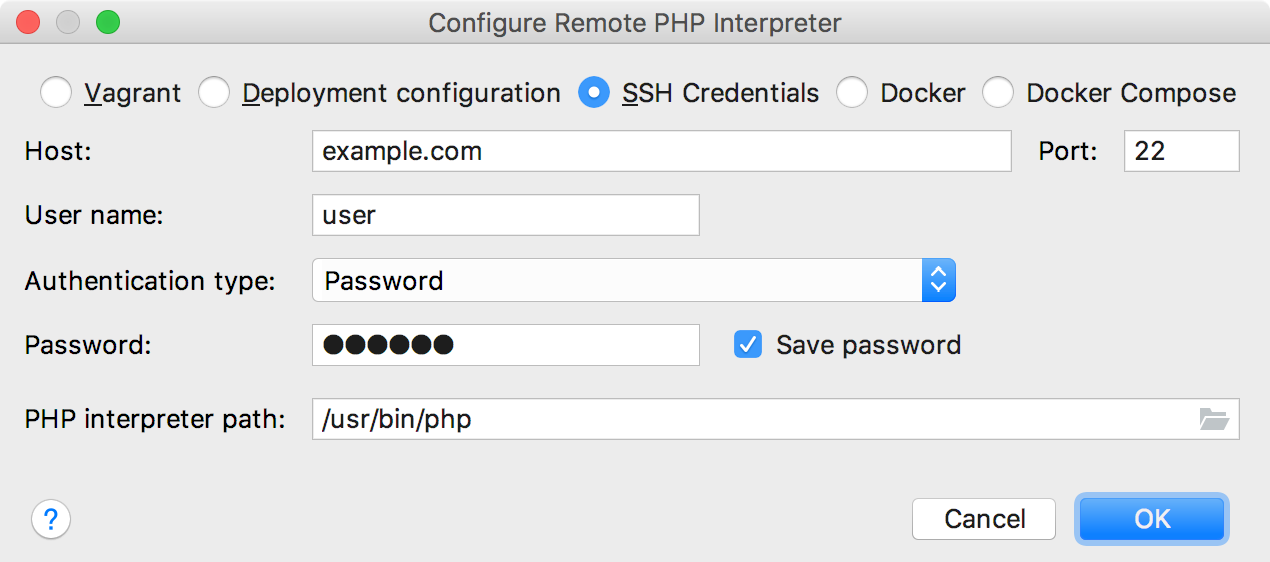 Configure Remote PHP Interpreter
Vagrant Deployment configuration SSH Credentials Docker Docker Compose
Host: example.com Port: 22
User name: user
Authentication type: Password
Password: ●●●●●● Save password
PHP interpreter path: /usr/bin/php
? Cancel OK